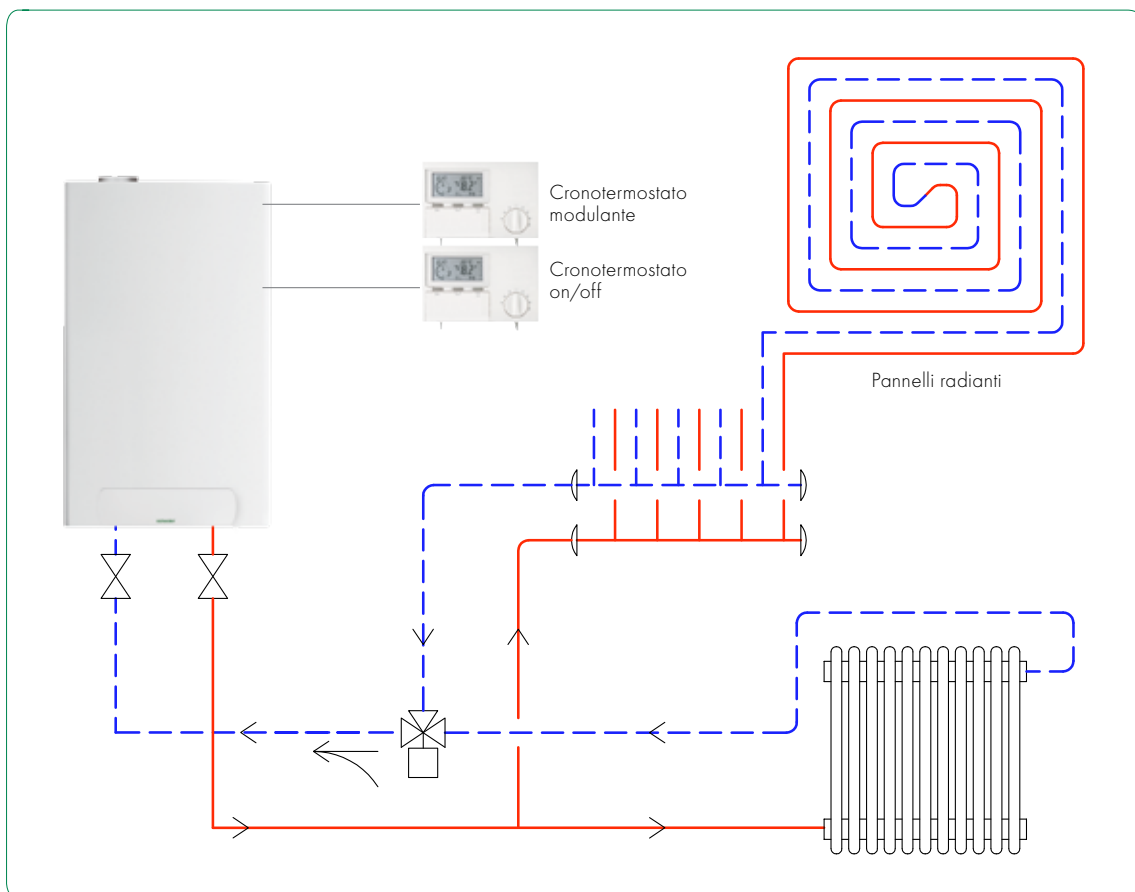 Cronotermostato
modulante
Cronotermostato
on/off
Pannelli radianti